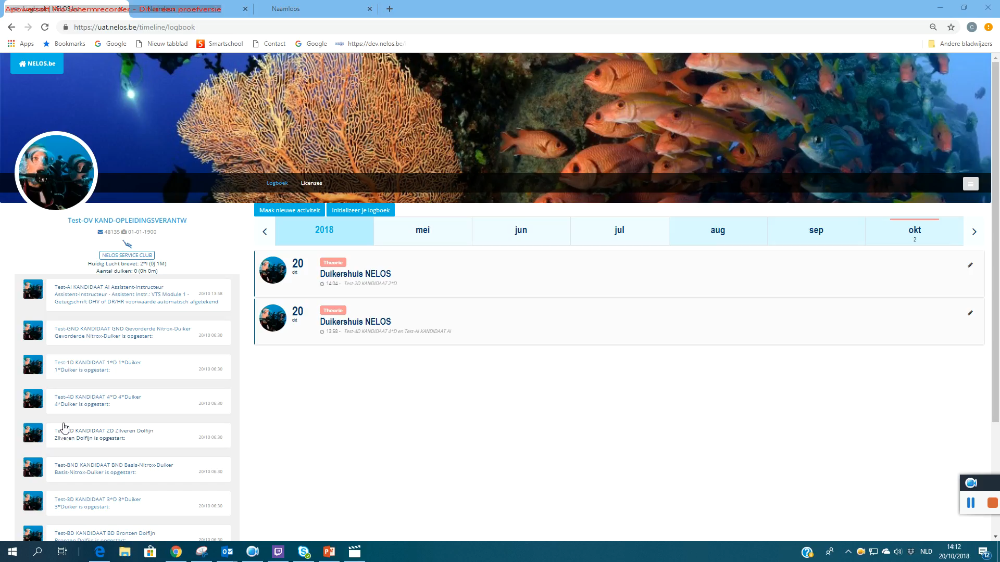 Apowersoft Pro Schermrecorder - Dit is een proefversie
Logboek | NELOS.be
Naamloos
Naamloos
https://uat.nelos.be/timeline/logbook
C
Apps
Bookmarks
Google
Nieuw tabblad
Smartschool
Contact
Google
https://dev.nelos.be/
Andere bladwijzers
NELOS.be
Logboek
Licenses
Test-OV KAND-OPLEIDINGSVERANTW
48135 01-01-1900
NELOS SERVICE CLUB
Huidig Lucht brevet: 2*I (0J 1M)
Aantal duiken: 0 (0h 0m)
Test-AI KANDIDAAT AI Assistent-Instructeur
Assistent-Instructeur - Assistent Instr.: VTS Module 1 -
Getuigschrift DHV of DR/HR voorwaarde automatisch afgetekend
20/10 13:58
Test-GND KANDIDAAT GND Gevorderde Nitrox-Duiker
Gevorderde Nitrox-Duiker is opgestart:
20/10 06:30
Test-1D KANDIDAAT 1*D 1*Duiker
1*Duiker is opgestart:
20/10 06:30
Test-4D KANDIDAAT 4*D 4*Duiker
4*Duiker is opgestart:
20/10 06:30
KANDIDAAT ZD Zilveren Dolfijn
Zilveren Dolfijn is opgestart:
20/10 06:30
Test-BND KANDIDAAT BND Basis-Nitrox-Duiker
Basis-Nitrox-Duiker is opgestart:
20/10 06:30
Test-3D KANDIDAAT 3*D 3*Duiker
3*Duiker is opgestart:
20/10 06:30
Test-BD KANDIDAAT BD Bronzen Dolfijn
Bronzen Dolfijn is opgestart:
20/10 06:30
Maak nieuwe activiteit
Initializeer je logboek
2018
mei
jun
jul
aug
sep
okt
2
20
okt
Theorie
Duikershuis NELOS
14:04 - Test-2D KANDIDAAT 2*D
20
okt
Theorie
Duikershuis NELOS
13:58 - Test-4D KANDIDAAT 4*D en Test-AI KANDIDAAT AI
NLD
14:12
20/10/2018
12